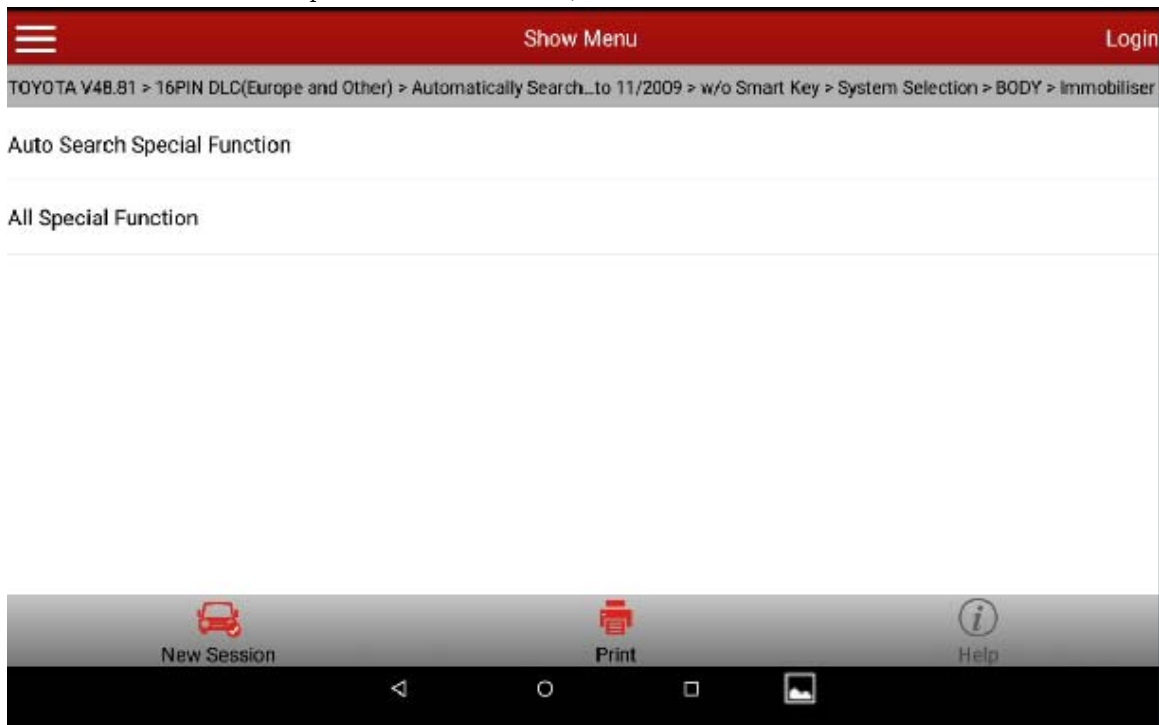 Show Menu
Login
TOYOTA V48.81 > 16PIN DLC(Europe and Other) > Automatically Search...to 11/2009 > w/o Smart Key > System Selection > BODY > Immobiliser
Auto Search Special Function
All Special Function
New Session
Print
Help